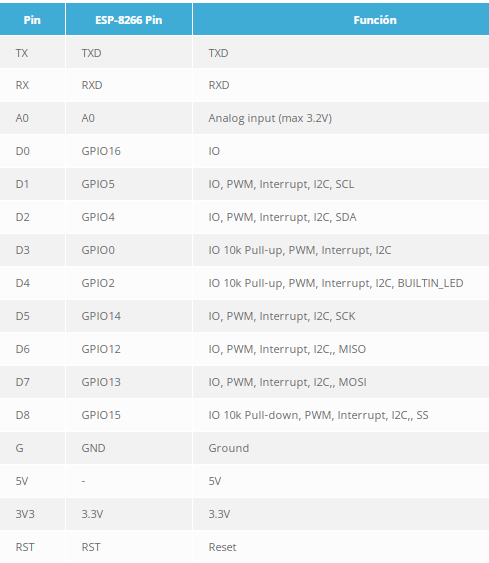 Pin ESP-8266 Pin Función
TX TXD TXD
RX RXD RXD
A0 A0 Analog input (max 3.2V)
D0 GPIO16 IO
D1 GPIO5 IO, PWM, Interrupt, I2C, SCL
D2 GPIO4 IO, PWM, Interrupt, I2C, SDA
D3 GPIO0 IO 10k Pull-up, PWM, Interrupt, I2C
D4 GPIO2 IO 10k Pull-up, PWM, Interrupt, I2C, BUILTIN_LED
D5 GPIO14 IO, PWM, Interrupt, I2C, SCK
D6 GPIO12 IO, PWM, Interrupt, I2C,, MISO
D7 GPIO13 IO, PWM, Interrupt, I2C,, MOSI
D8 GPIO15 IO 10k Pull-down, PWM, Interrupt, I2C,, SS
G GND Ground
5V - 5V
3V3 3.3V 3.3V
RST RST Reset